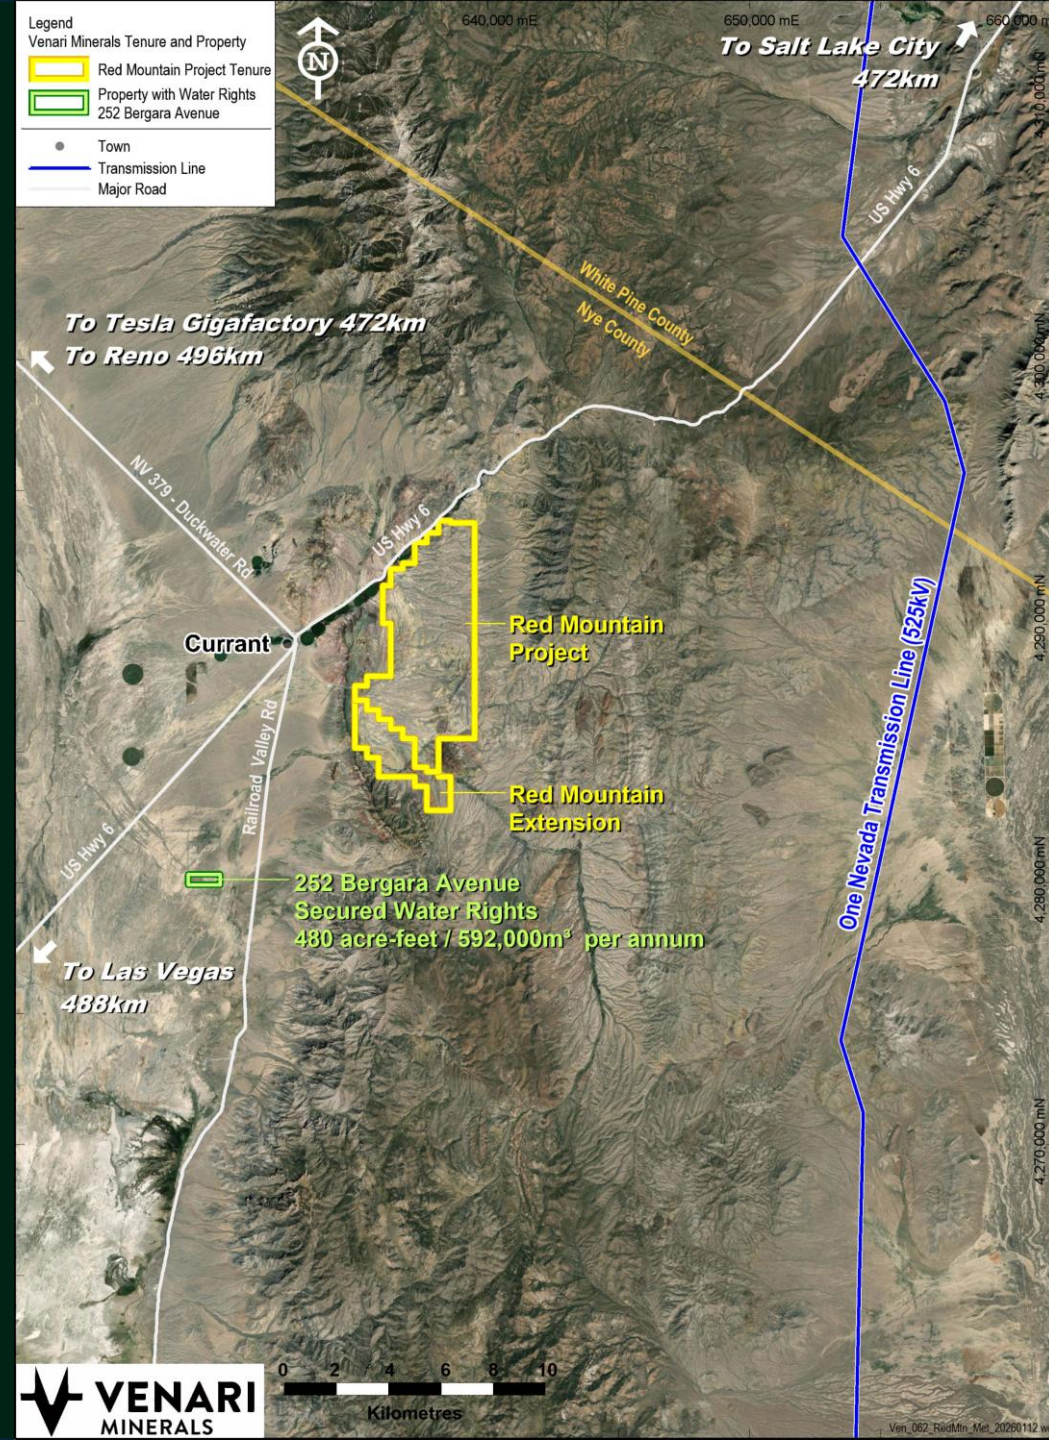 Legend
Venari Minerals Tenure and Property
Red Mountain Project Tenure
Property with Water Rights
252 Bergara Avenue
Town
Transmission Line
Major Road
N
640,000 mE
650,000 mE
660,000 m
To Salt Lake City
472km
4,310,000 mN
US Hwy 6
White Pine County
Nye County
4,300,000 mN
To Tesla Gigafactory 472km
To Reno 496km
NV 379 - Duckwater Rd
US Hwy 6
Currant
Red Mountain
Project
4,290,000 mN
One Nevada Transmission Line (525kV)
Railroad Valley Rd
Red Mountain
Extension
US Hwy 6
252 Bergara Avenue
Secured Water Rights
480 acre-feet / 592,000m³ per annum
4,280,000 mN
To Las Vegas
488km
4,270,000 mN
0 2 4 6 8 10
Kilometres
VENARI
MINERALS
Ven_062_RedMtn_Met_20260112.w